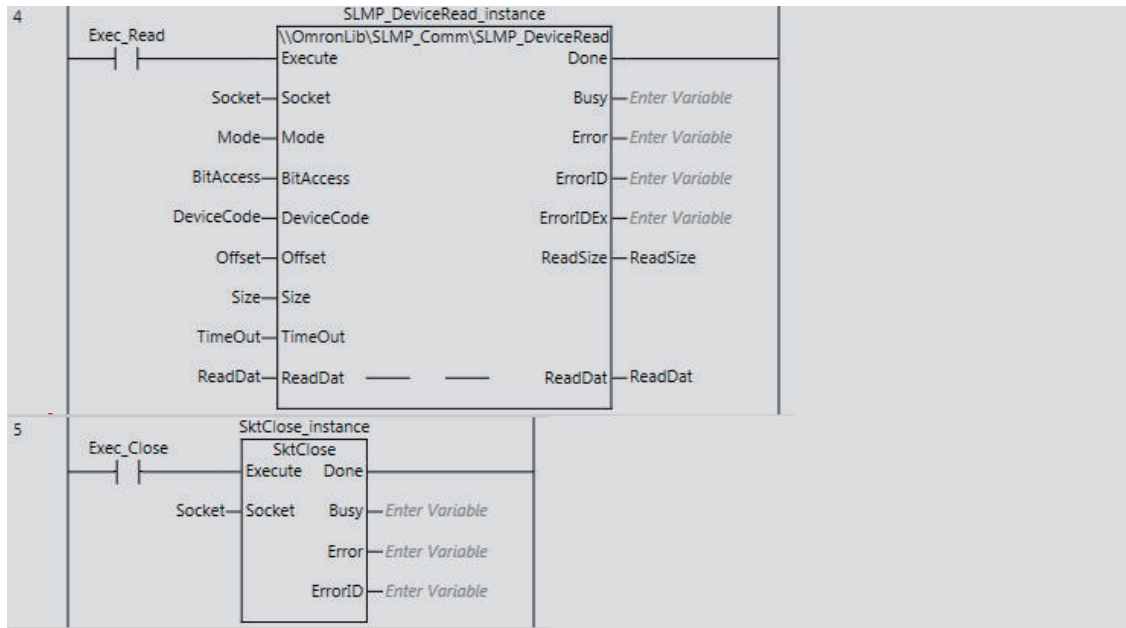 4
SLMP_DeviceRead_instance
Exec_Read
\\OmronLib\SLMP_Comm\SLMP_DeviceRead
Execute Done
Socket Socket Busy Enter Variable
Mode Mode Error Enter Variable
BitAccess BitAccess ErrorID Enter Variable
DeviceCode DeviceCode ErrorIDEx Enter Variable
Offset Offset ReadSize ReadSize
Size Size
TimeOut TimeOut
ReadDat ReadDat ReadDat ReadDat
5
SktClose_instance
Exec_Close
SktClose
Execute Done
Socket Socket Busy Enter Variable
Error Enter Variable
ErrorID Enter Variable